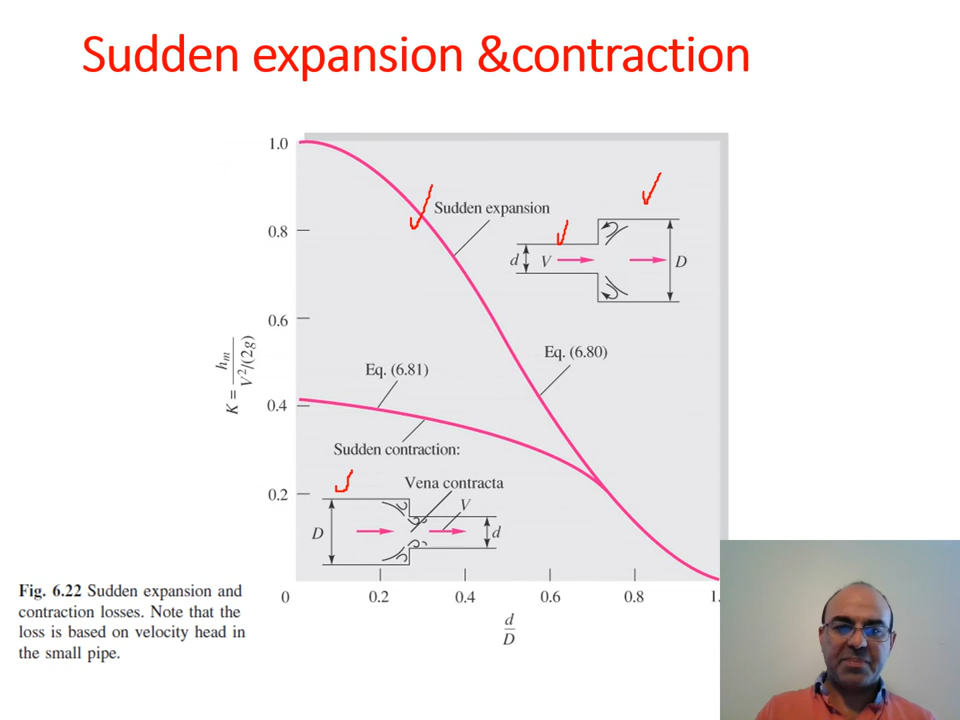 Sudden expansion &contraction
1.0
0.8
0.6
0.4
0.2
0
0.2
0.4
0.6
0.8
1.
K = hm
V²/(2g)
d
D
Sudden expansion
d V D
Eq. (6.80)
Eq. (6.81)
Sudden contraction:
Vena contracta
V
D d
Fig. 6.22 Sudden expansion and
contraction losses. Note that the
loss is based on velocity head in
the small pipe.